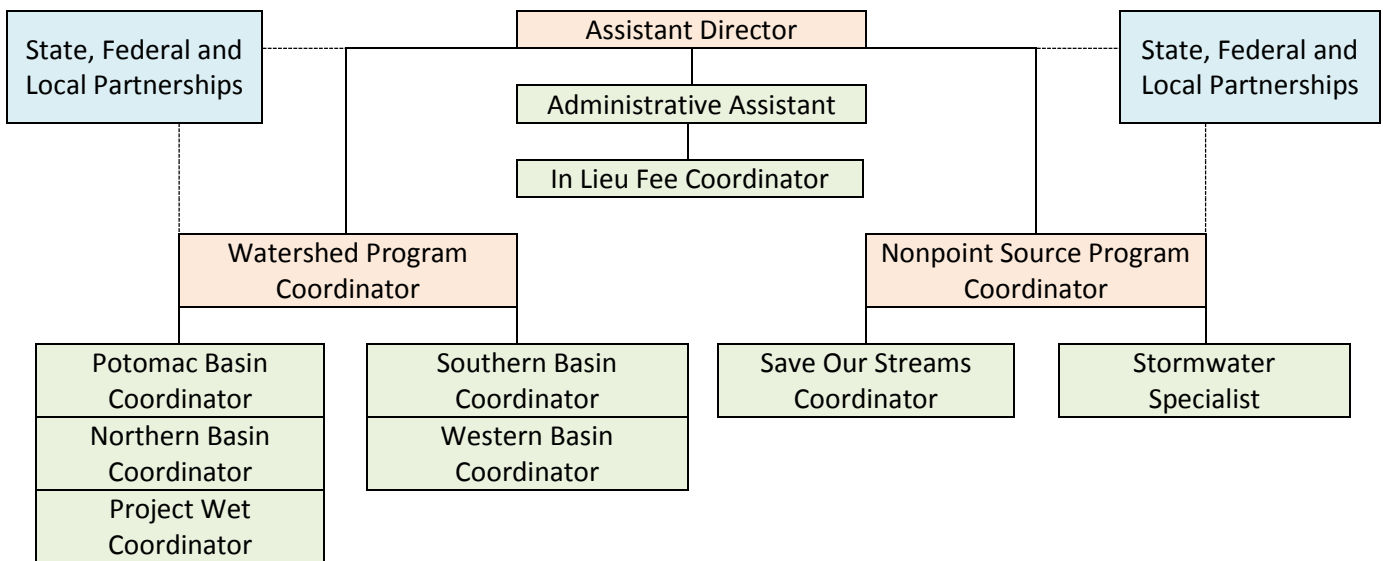 Assistant Director
State, Federal and
Local Partnerships
State, Federal and
Local Partnerships
Administrative Assistant
In Lieu Fee Coordinator
Watershed Program
Coordinator
Nonpoint Source Program
Coordinator
Potomac Basin
Coordinator
Northern Basin
Coordinator
Project Wet
Coordinator
Southern Basin
Coordinator
Western Basin
Coordinator
Save Our Streams
Coordinator
Stormwater
Specialist